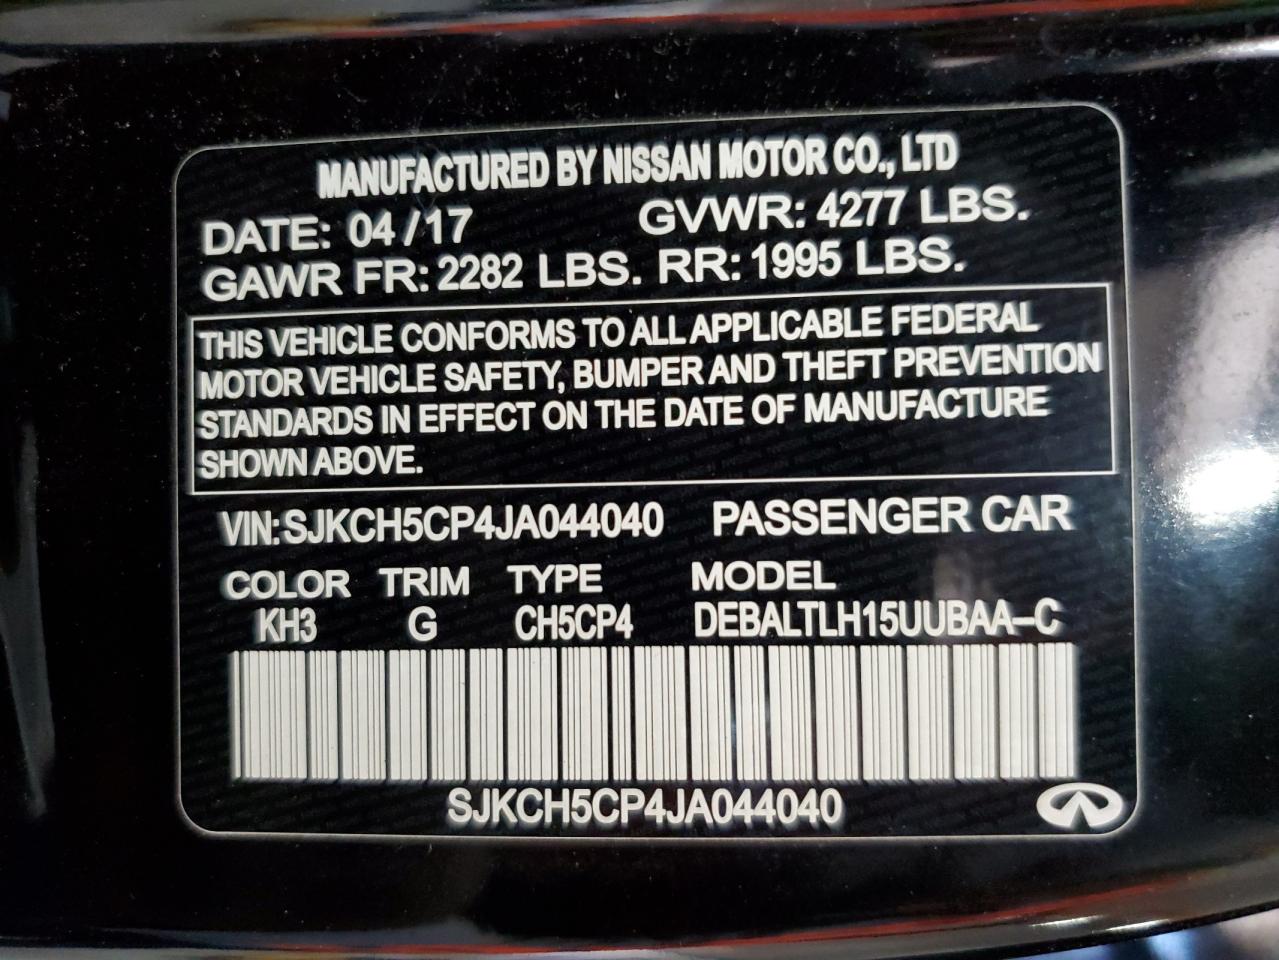 MANUFACTURED BY NISSAN MOTOR CO., LTD
DATE: 04/17 GVWR: 4277 LBS.
GAWR FR: 2282 LBS. RR: 1995 LBS.
THIS VEHICLE CONFORMS TO ALL APPLICABLE FEDERAL
MOTOR VEHICLE SAFETY, BUMPER AND THEFT PREVENTION
STANDARDS IN EFFECT ON THE DATE OF MANUFACTURE
SHOWN ABOVE.
VIN:SJKCH5CP4JA044040 PASSENGER CAR
COLOR TRIM TYPE MODEL
KH3 G CH5CP4 DEBALTLH15UUBAA–C
SJKCH5CP4JA044040